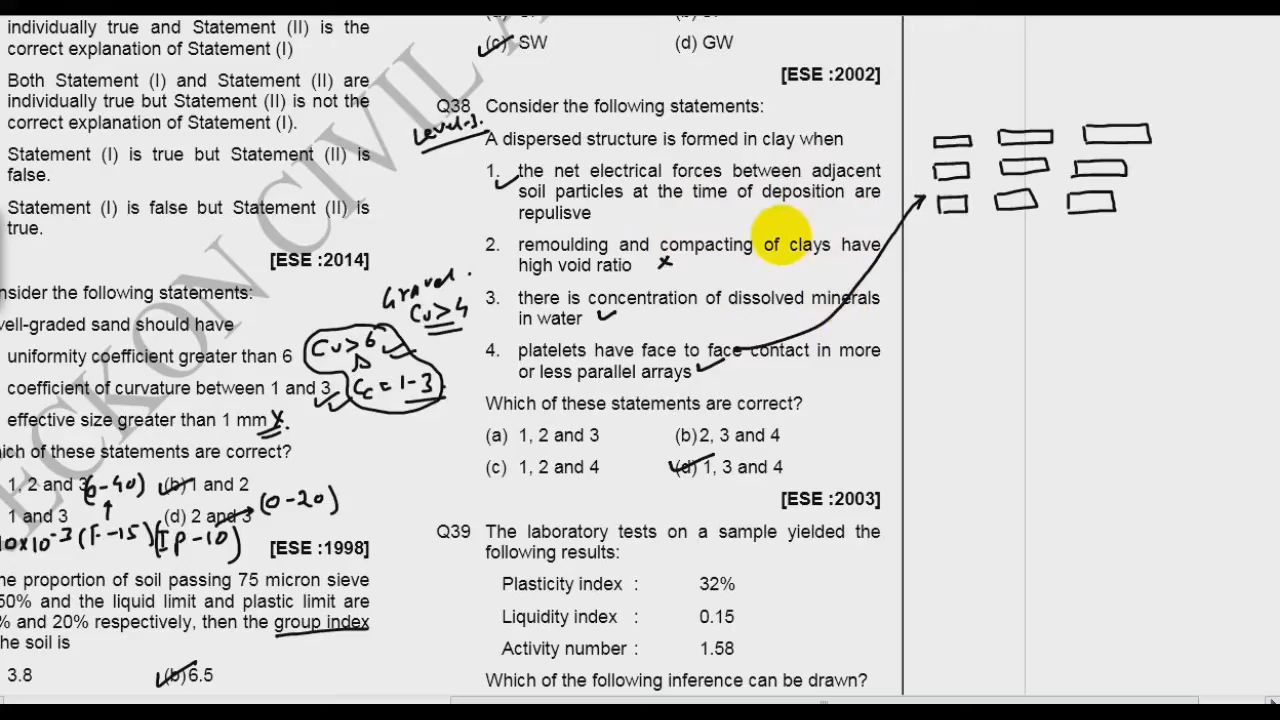 individually true and Statement (II) is the
correct explanation of Statement (I)
Both Statement (I) and Statement (II) are
individually true but Statement (II) is not the
correct explanation of Statement (I).
Statement (I) is true but Statement (II) is
false.
Statement (I) is false but Statement (II) is
true.
[ESE :2014]
nsider the following statements:
well-graded sand should have
uniformity coefficient greater than 6
coefficient of curvature between 1 and 3
effective size greater than 1 mm x.
ich of these statements are correct?
1, 2 and 3 (0-40) (b) 1 and 2
1 and 3 (d) 2 and 3 (0-20)
10x10-3 (F-15) (IP-10)
[ESE :1998]
he proportion of soil passing 75 micron sieve
50% and the liquid limit and plastic limit are
% and 20% respectively, then the group index
the soil is
3.8 (b) 6.5
Gravel.
Cu>4
Cu>6
Cc = 1-3
(c) SW (d) GW
[ESE :2002]
Q38 Consider the following statements:
Level-1.
A dispersed structure is formed in clay when
1. the net electrical forces between adjacent
soil particles at the time of deposition are
repulisve
2. remoulding and compacting of clays have
high void ratio x
3. there is concentration of dissolved minerals
in water
4. platelets have face to face contact in more
or less parallel arrays
Which of these statements are correct?
(a) 1, 2 and 3 (b) 2, 3 and 4
(c) 1, 2 and 4 (d) 1, 3 and 4
[ESE :2003]
Q39 The laboratory tests on a sample yielded the
following results:
Plasticity index : 32%
Liquidity index : 0.15
Activity number : 1.58
Which of the following inference can be drawn?
ECKON CIVIL A